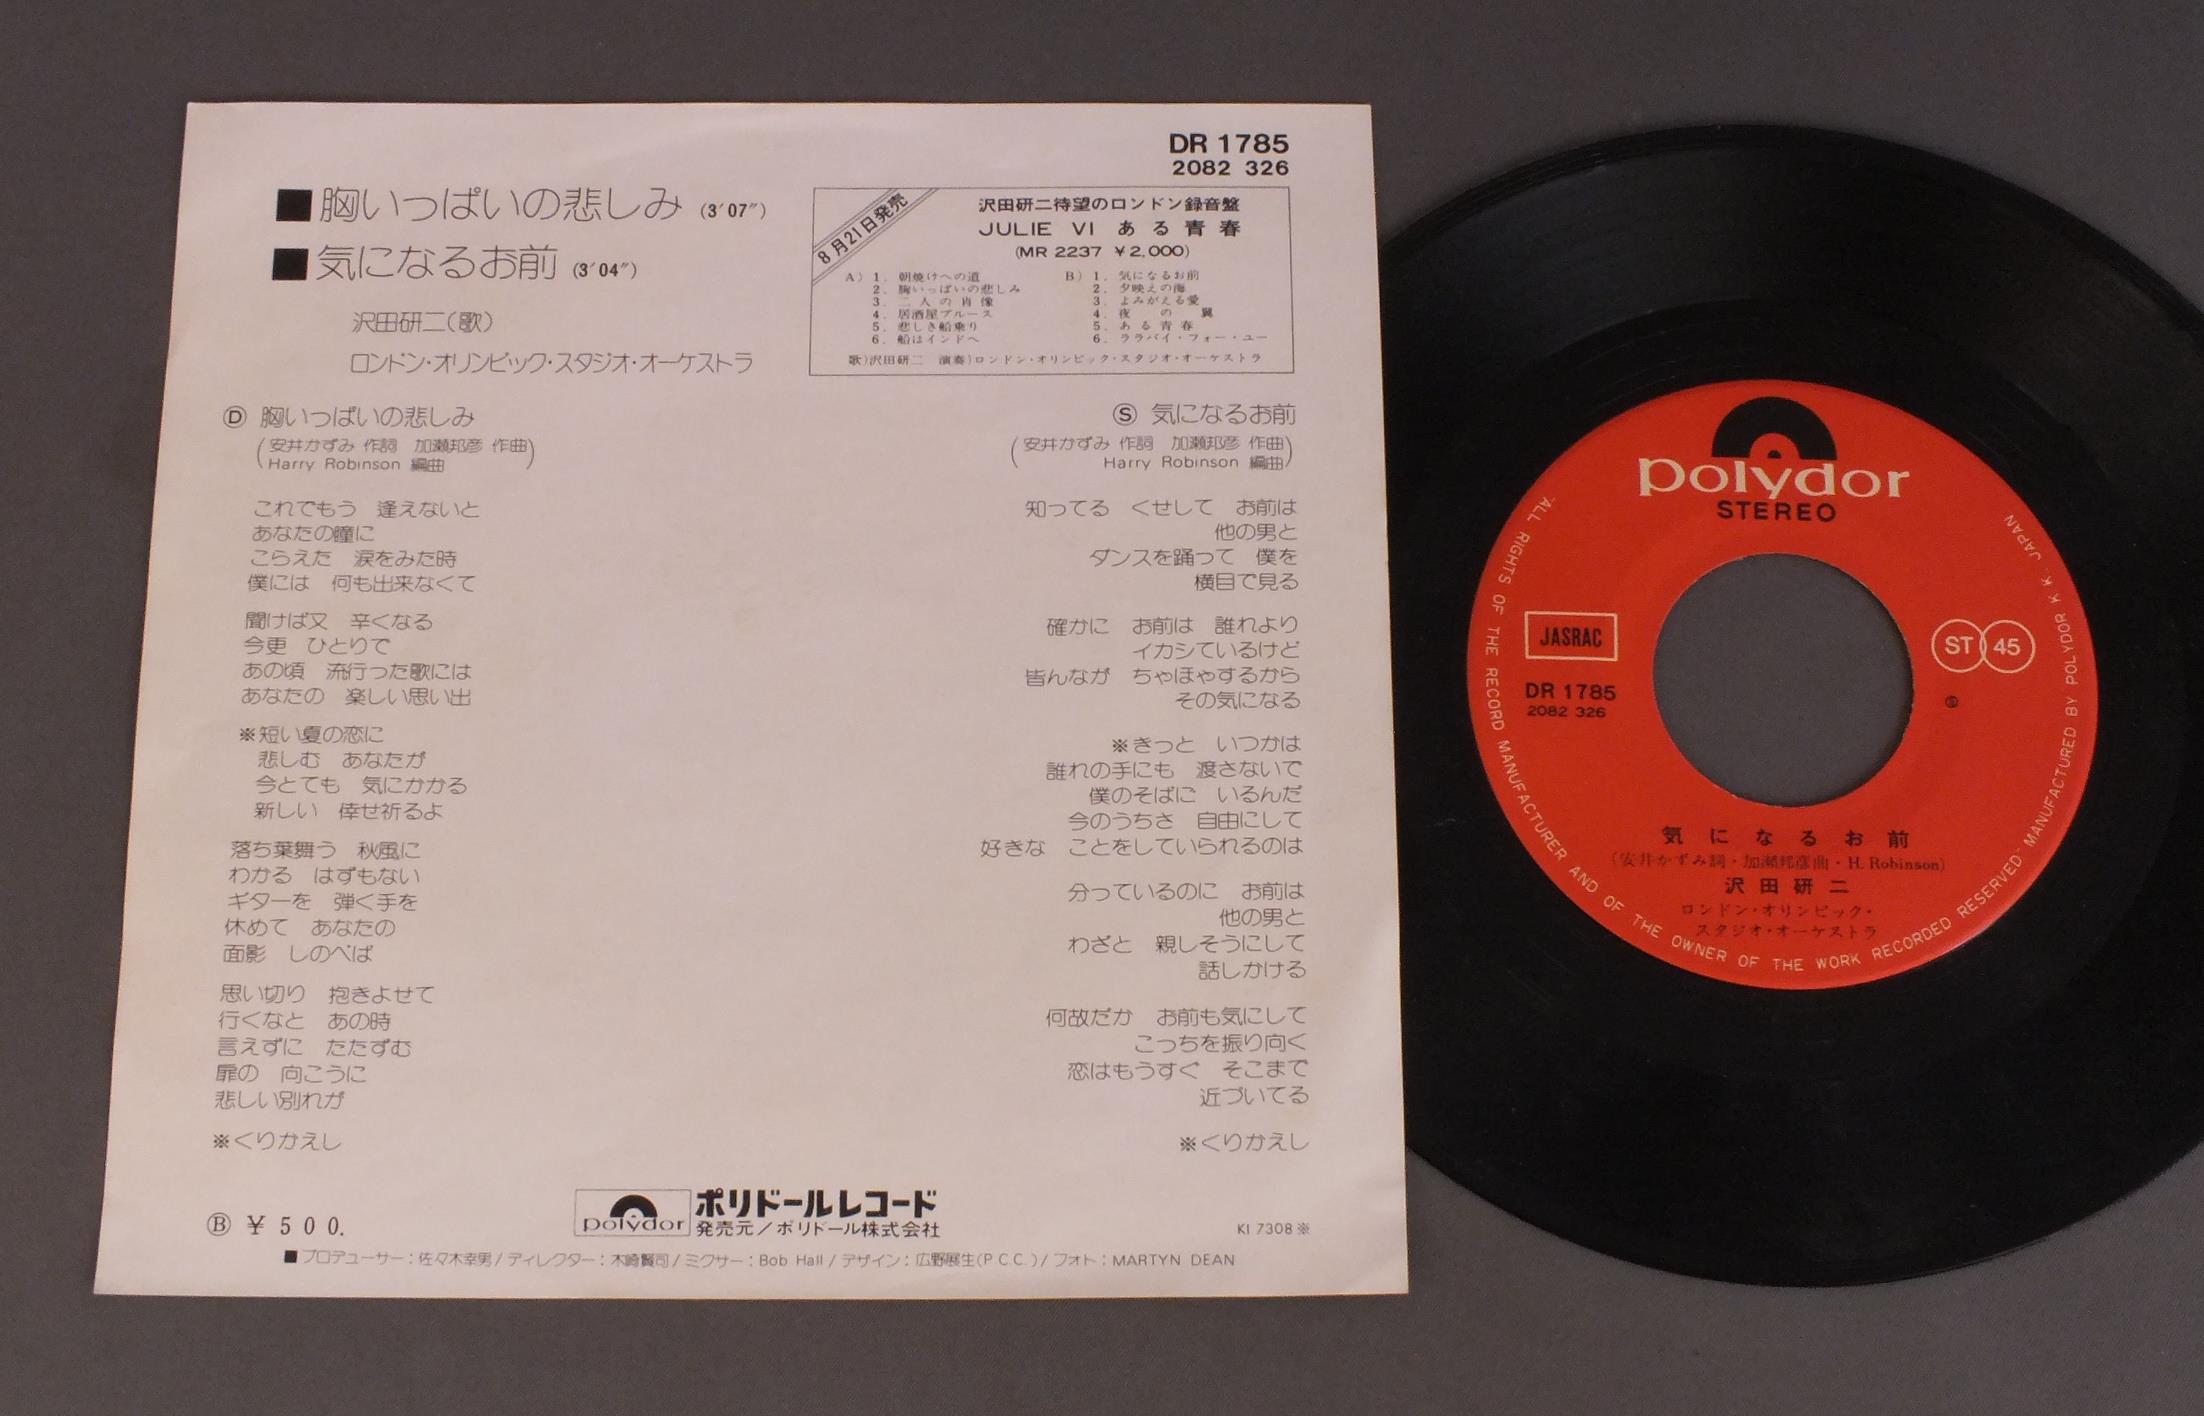 DR 1785
2082 326
■胸いっぱいの悲しみ (3′07″)
■気になるお前 (3′04″)
沢田研二(歌)
ロンドン・オリンピック・スタジオ・オーケストラ
8月21日発売
沢田研二待望のロンドン録音盤
JULIE VI ある青春
(MR 2237 ¥2,000)
A) 1. 朝焼けへの道
2. 胸いっぱいの悲しみ
3. 二人の肖像
4. 居酒屋ブルース
5. 悲しき船乗り
6. 船はインドへ
B) 1. 気になるお前
2. 夕映えの海
3. よみがえる愛
4. 夜の翼
5. ある青春
6. ララバイ・フォー・ユー
歌)沢田研二 演奏)ロンドン・オリンピック・スタジオ・オーケストラ
Ⓓ 胸いっぱいの悲しみ
(安井かずみ 作詞 加瀬邦彦 作曲
Harry Robinson 編曲)
これでもう 逢えないと
あなたの瞳に
こらえた 涙をみた時
僕には 何も出来なくて
聞けば又 辛くなる
今更 ひとりで
あの頃 流行った歌には
あなたの 楽しい思い出
※短い夏の恋に
悲しむ あなたが
今とても 気にかかる
新しい 倖せ祈るよ
落ち葉舞う 秋風に
わかる はずもない
ギターを 弾く手を
休めて あなたの
面影 しのべば
思い切り 抱きよせて
行くなと あの時
言えずに たたずむ
扉の 向こうに
悲しい別れが
※くりかえし
Ⓢ 気になるお前
(安井かずみ 作詞 加瀬邦彦 作曲
Harry Robinson 編曲)
知ってる くせして お前は
他の男と
ダンスを踊って 僕を
横目で見る
確かに お前は 誰れより
イカシているけど
皆んなが ちゃほやするから
その気になる
※きっと いつかは
誰れの手にも 渡さないで
僕のそばに いるんだ
今のうちさ 自由にして
好きな ことをしていられるのは
分っているのに お前は
他の男と
わざと 親しそうにして
話しかける
何故だか お前も気にして
こっちを振り向く
恋はもうすぐ そこまで
近づいてる
※くりかえし
Ⓑ ¥500.
polydor
ポリドールレコード
発売元/ポリドール株式会社
KI 7308※
■プロデューサー:佐々木幸男/ディレクター:木崎賢司/ミクサー:Bob Hall/デザイン:広野展生(P.C.C.)/フォト:MARTYN DEAN
polydor
STEREO
JASRAC
DR 1785
2082 326
ST 45
気になるお前
(安井かずみ詞・加瀬邦彦曲・H. Robinson)
沢田研二
ロンドン・オリンピック・
スタジオ・オーケストラ
"ALL RIGHTS OF THE RECORD MANUFACTURER AND OF THE OWNER OF THE WORK RECORDED RESERVED" MANUFACTURED BY POLYDOR K.K. JAPAN